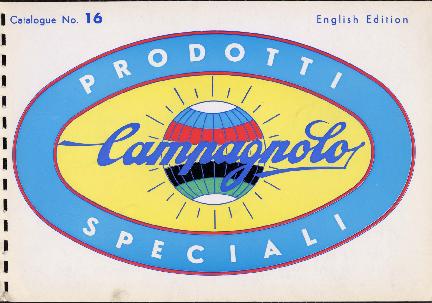 Catalogue No. 16
English Edition
PRODOTTI
Campagnolo
SPECIALI